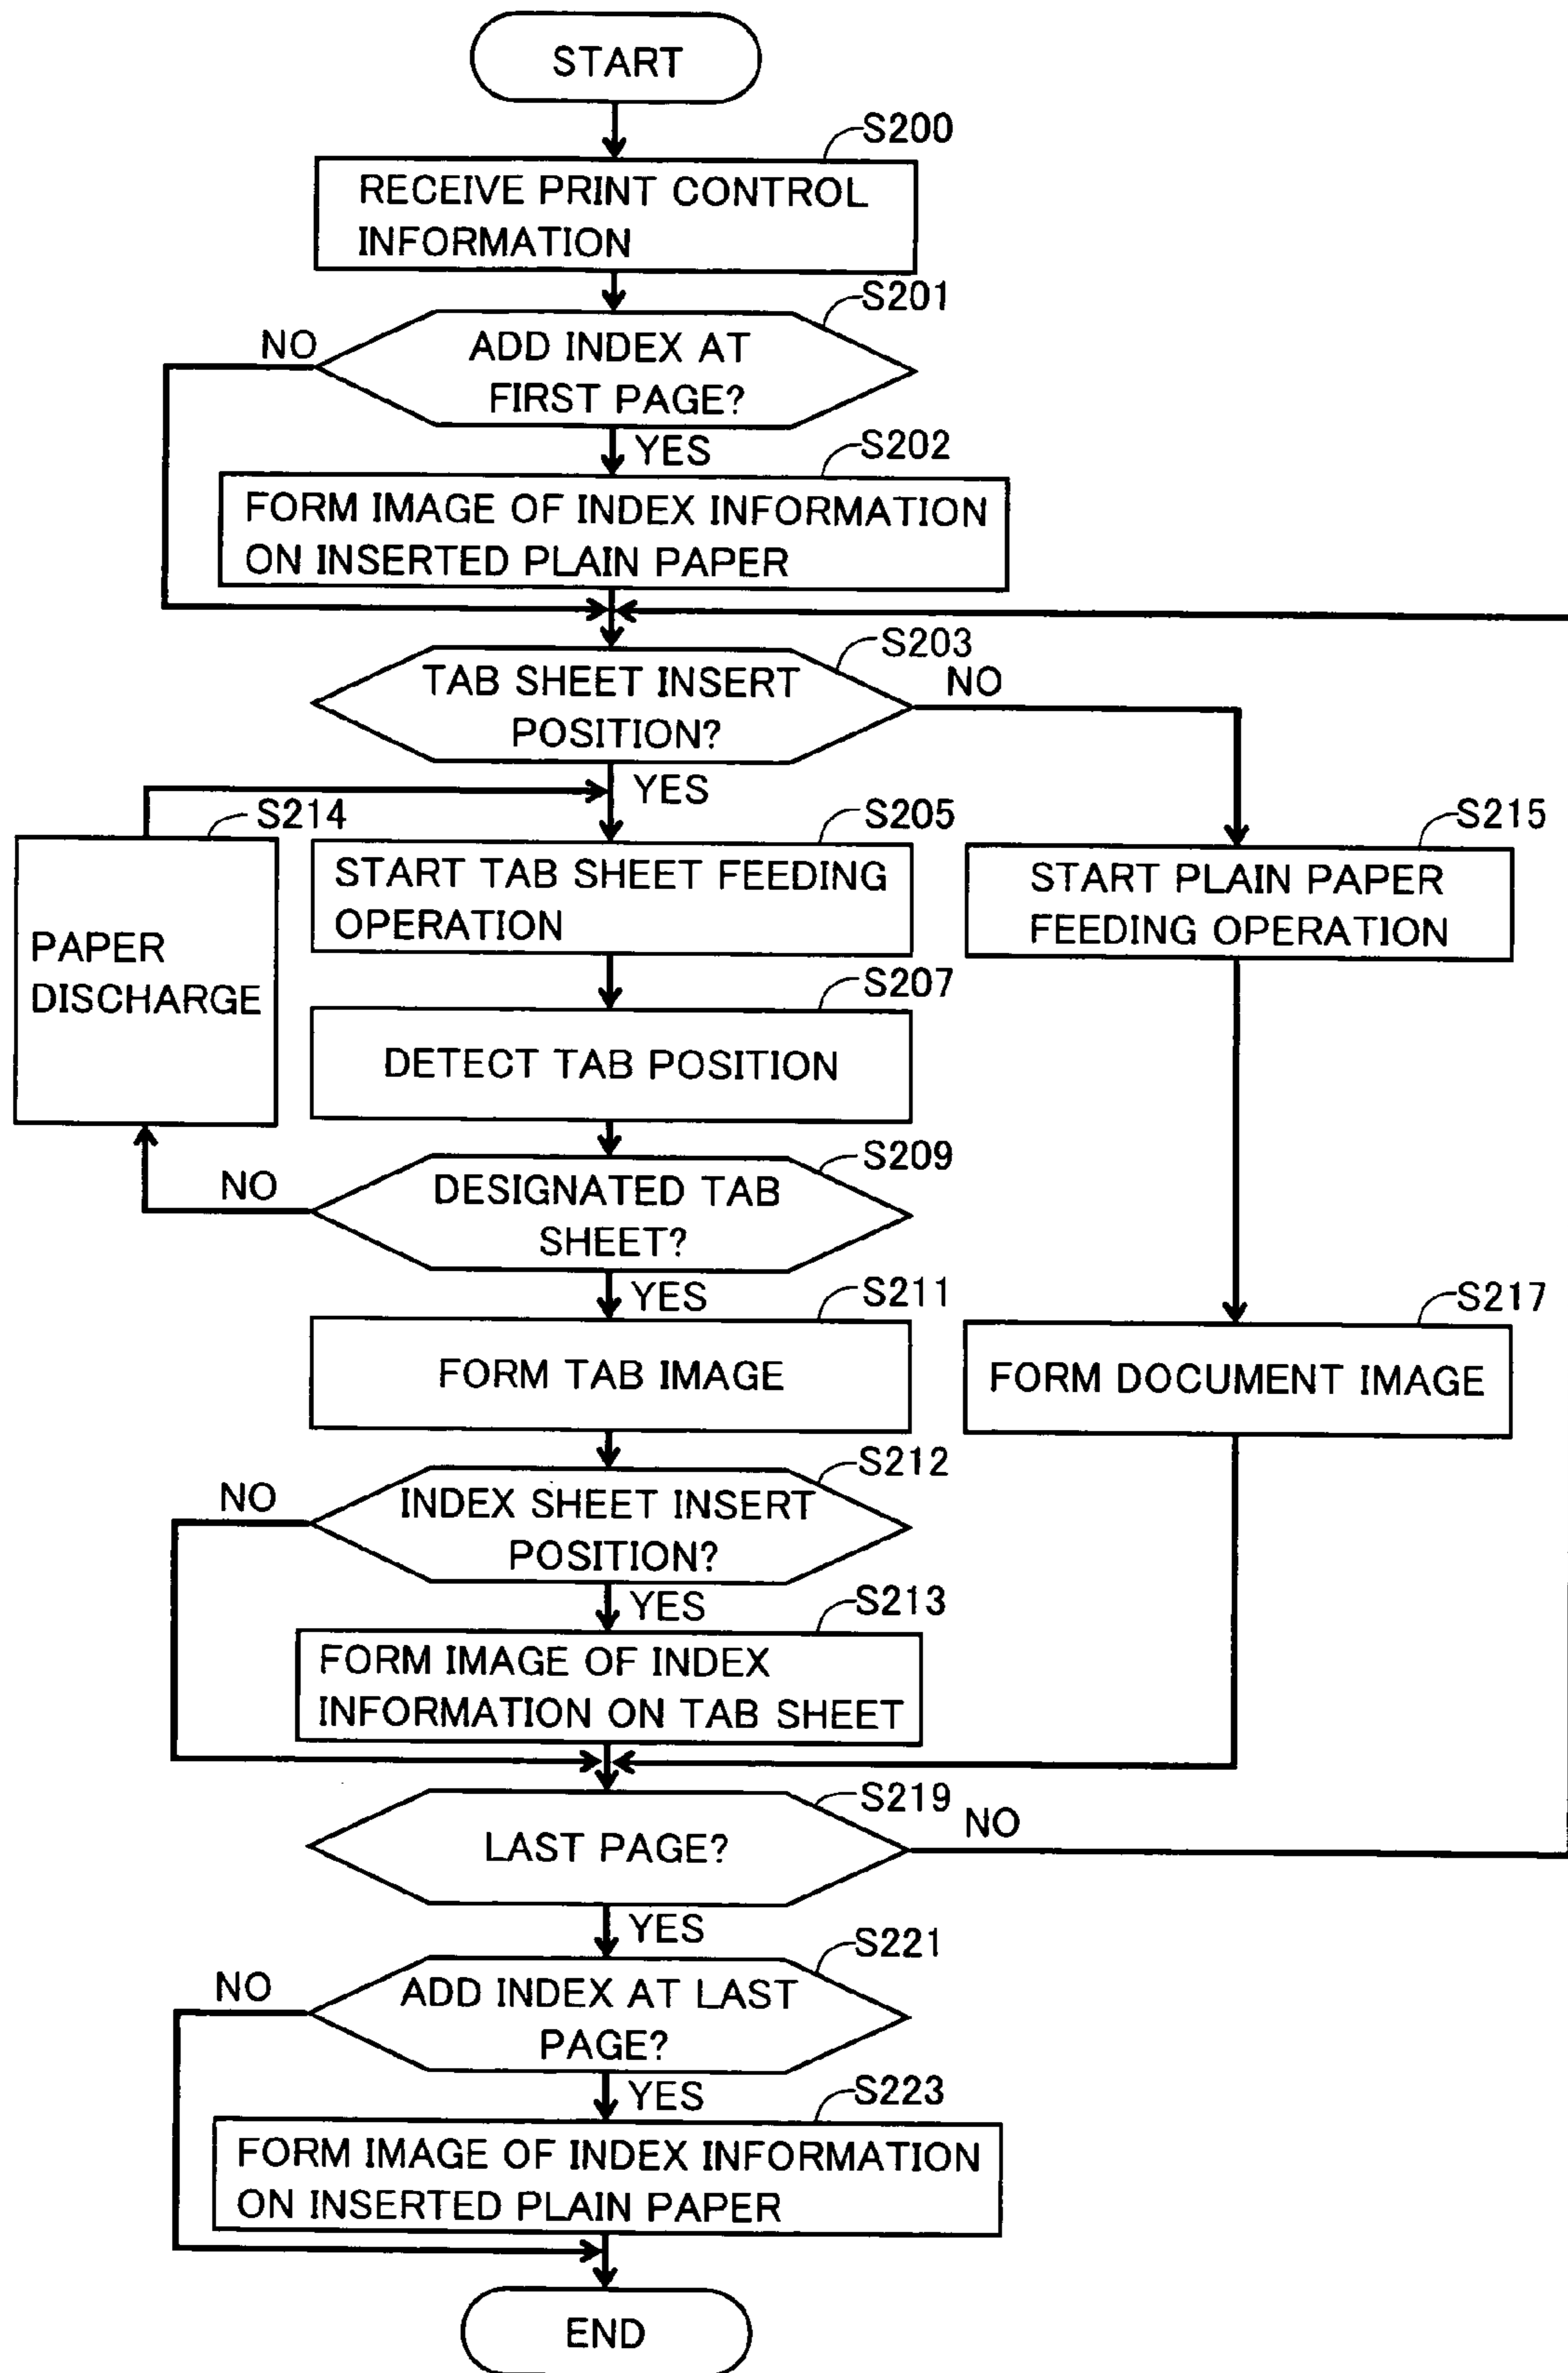 START
S200
RECEIVE PRINT CONTROL
INFORMATION
S201
NO
ADD INDEX AT
FIRST PAGE?
YES
S202
FORM IMAGE OF INDEX INFORMATION
ON INSERTED PLAIN PAPER
S203
TAB SHEET INSERT
POSITION?
NO
YES
S214
PAPER
DISCHARGE
S205
START TAB SHEET FEEDING
OPERATION
S215
START PLAIN PAPER
FEEDING OPERATION
S207
DETECT TAB POSITION
S209
NO
DESIGNATED TAB
SHEET?
YES
S211
FORM TAB IMAGE
S217
FORM DOCUMENT IMAGE
S212
NO
INDEX SHEET INSERT
POSITION?
YES
S213
FORM IMAGE OF INDEX
INFORMATION ON TAB SHEET
S219
LAST PAGE?
NO
YES
S221
NO
ADD INDEX AT LAST
PAGE?
YES
S223
FORM IMAGE OF INDEX INFORMATION
ON INSERTED PLAIN PAPER
END